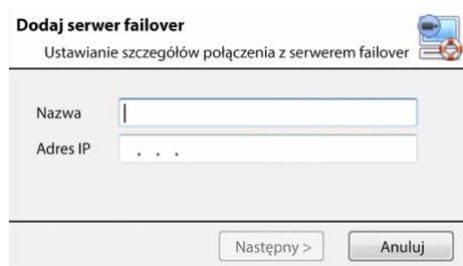 Dodaj serwer failover
Ustawianie szczegółów połączenia z serwerem failover
Nazwa
Adres IP
. . .
Następny >
Anuluj